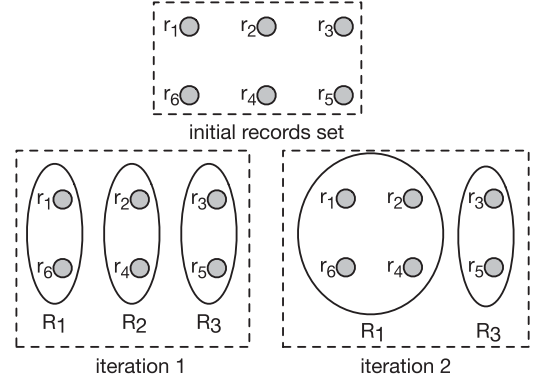 r1 r2 r3
r6 r4 r5
initial records set
r1 r2 r3
r6 r4 r5
R1 R2 R3
iteration 1
r1 r2 r3
r6 r4 r5
R1 R3
iteration 2